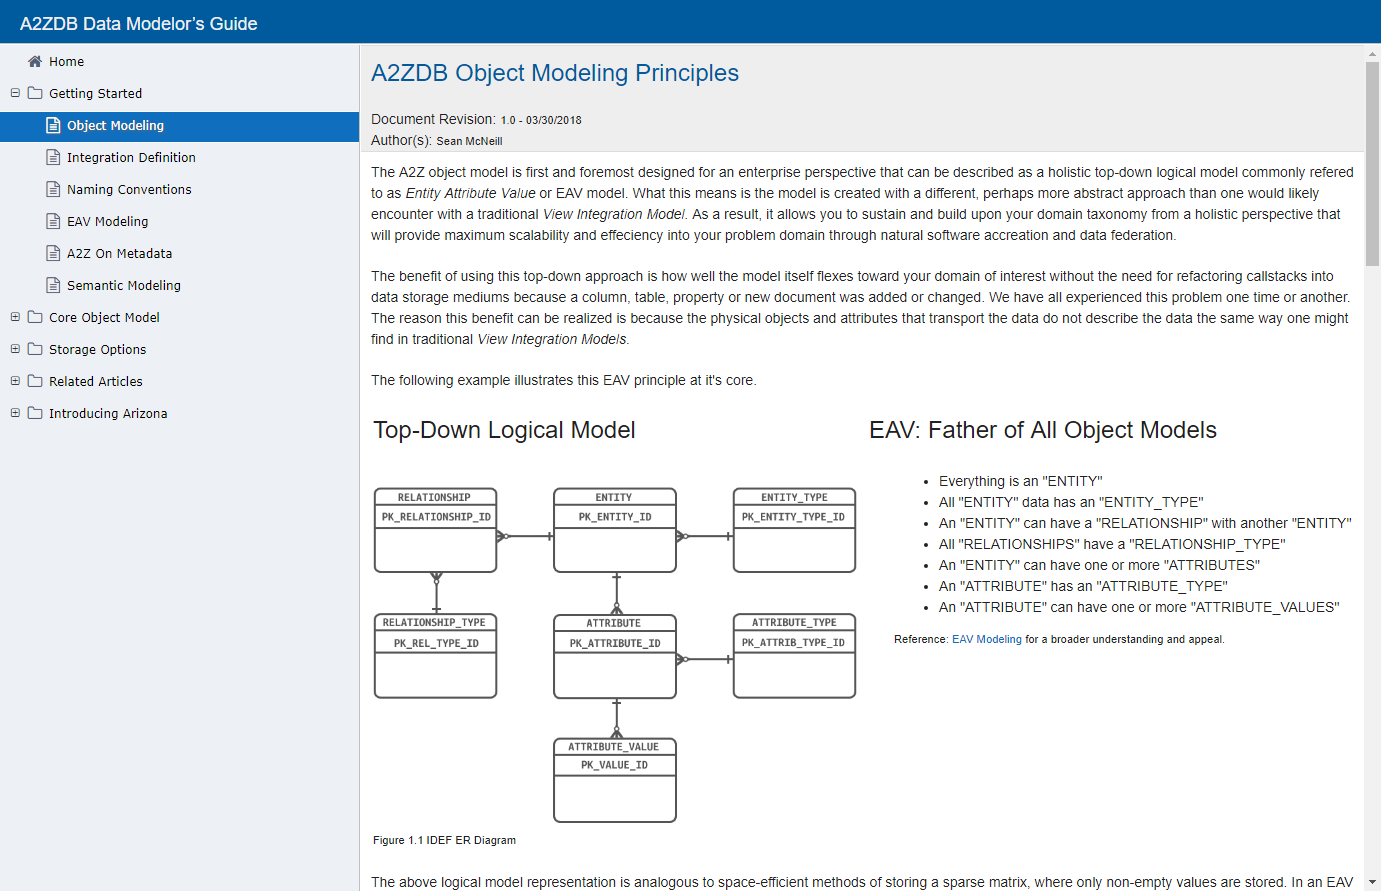 A2ZDB Data Modelor's Guide
Home
Getting Started
Object Modeling
Integration Definition
Naming Conventions
EAV Modeling
A2Z On Metadata
Semantic Modeling
Core Object Model
Storage Options
Related Articles
Introducing Arizona
A2ZDB Object Modeling Principles
Document Revision: 1.0 - 03/30/2018
Author(s): Sean McNeill
The A2Z object model is first and foremost designed for an enterprise perspective that can be described as a holistic top-down logical model commonly refered
to as Entity Attribute Value or EAV model. What this means is the model is created with a different, perhaps more abstract approach than one would likely
encounter with a traditional View Integration Model. As a result, it allows you to sustain and build upon your domain taxonomy from a holistic perspective that
will provide maximum scalability and effeciency into your problem domain through natural software accreation and data federation.
The benefit of using this top-down approach is how well the model itself flexes toward your domain of interest without the need for refactoring callstacks into
data storage mediums because a column, table, property or new document was added or changed. We have all experienced this problem one time or another.
The reason this benefit can be realized is because the physical objects and attributes that transport the data do not describe the data the same way one might
find in traditional View Integration Models.
The following example illustrates this EAV principle at it's core.
Top-Down Logical Model
RELATIONSHIP
PK_RELATIONSHIP_ID
ENTITY
PK_ENTITY_ID
ENTITY_TYPE
PK_ENTITY_TYPE_ID
RELATIONSHIP_TYPE
PK_REL_TYPE_ID
ATTRIBUTE
PK_ATTRIBUTE_ID
ATTRIBUTE_TYPE
PK_ATTRIB_TYPE_ID
ATTRIBUTE_VALUE
PK_VALUE_ID
Figure 1.1 IDEF ER Diagram
EAV: Father of All Object Models
• Everything is an "ENTITY"
• All "ENTITY" data has an "ENTITY_TYPE"
• An "ENTITY" can have a "RELATIONSHIP" with another "ENTITY"
• All "RELATIONSHIPS" have a "RELATIONSHIP_TYPE"
• An "ENTITY" can have one or more "ATTRIBUTES"
• An "ATTRIBUTE" has an "ATTRIBUTE_TYPE"
• An "ATTRIBUTE" can have one or more "ATTRIBUTE_VALUES"
Reference: EAV Modeling for a broader understanding and appeal.
The above logical model representation is analogous to space-efficient methods of storing a sparse matrix, where only non-empty values are stored. In an EAV